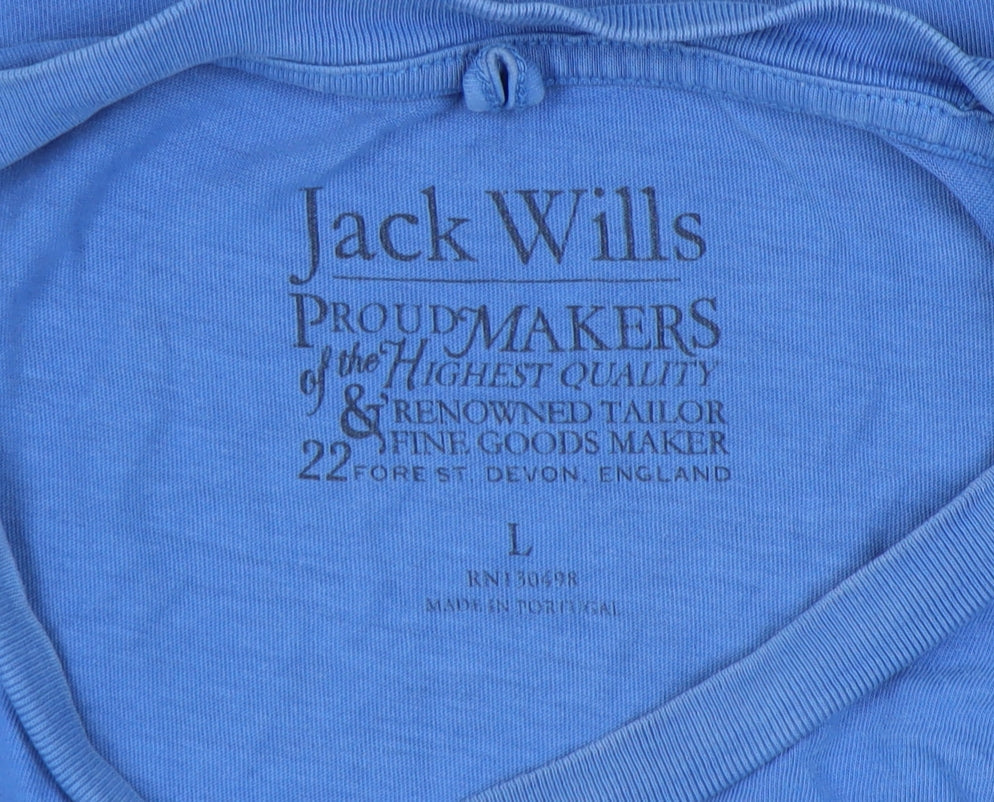 Jack Wills
PROUD MAKERS
of the HIGHEST QUALITY
& RENOWNED TAILOR
FINE GOODS MAKER
22 FORE ST. DEVON, ENGLAND
L
RN130498
MADE IN PORTUGAL